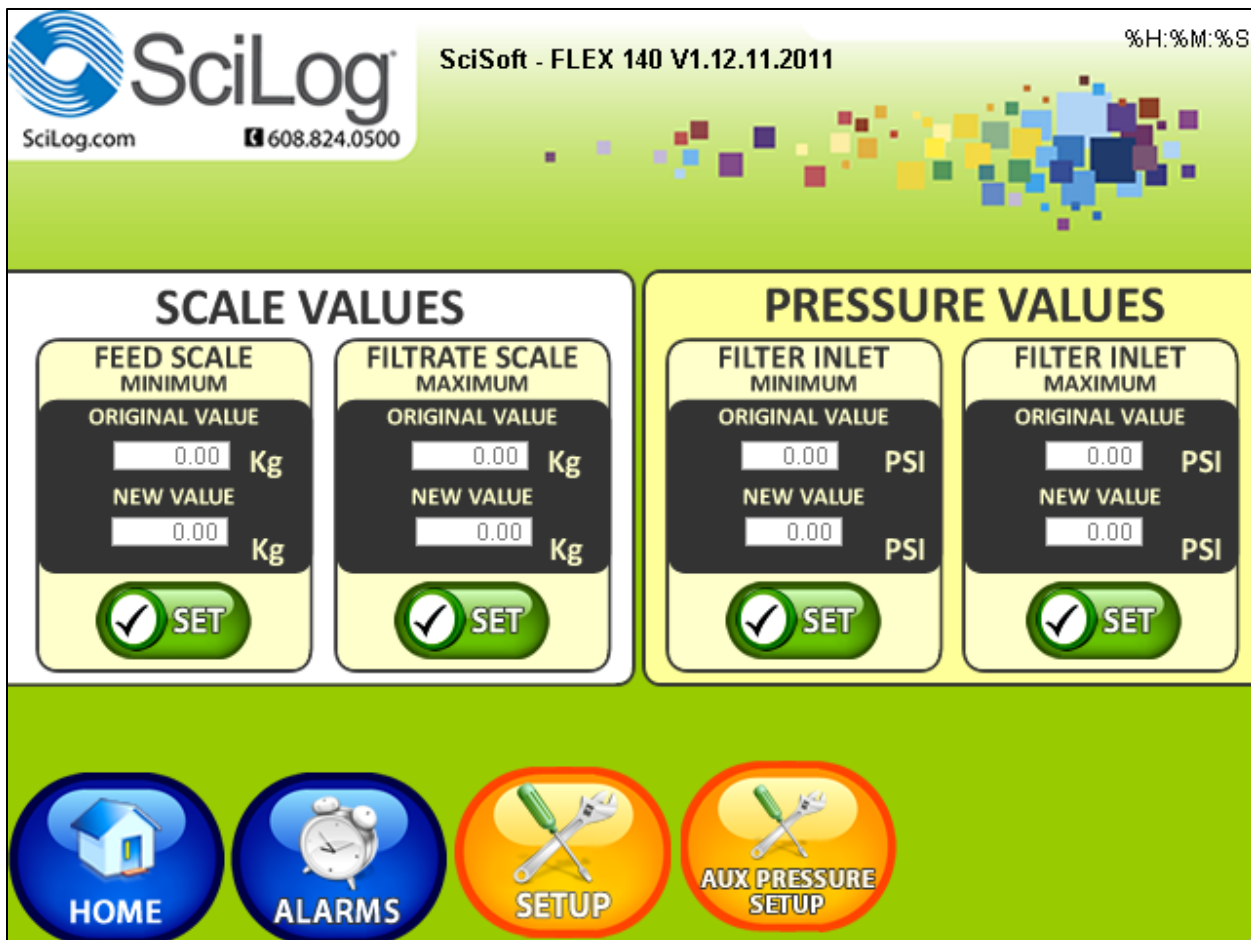 SciLog
SciLog.com 608.824.0500
SciSoft - FLEX 140 V1.12.11.2011
%H:%M:%S
SCALE VALUES
FEED SCALE
MINIMUM
ORIGINAL VALUE
0.00 Kg
NEW VALUE
0.00 Kg
SET
FILTRATE SCALE
MAXIMUM
ORIGINAL VALUE
0.00 Kg
NEW VALUE
0.00 Kg
SET
PRESSURE VALUES
FILTER INLET
MINIMUM
ORIGINAL VALUE
0.00 PSI
NEW VALUE
0.00 PSI
SET
FILTER INLET
MAXIMUM
ORIGINAL VALUE
0.00 PSI
NEW VALUE
0.00 PSI
SET
HOME
ALARMS
SETUP
AUX PRESSURE
SETUP